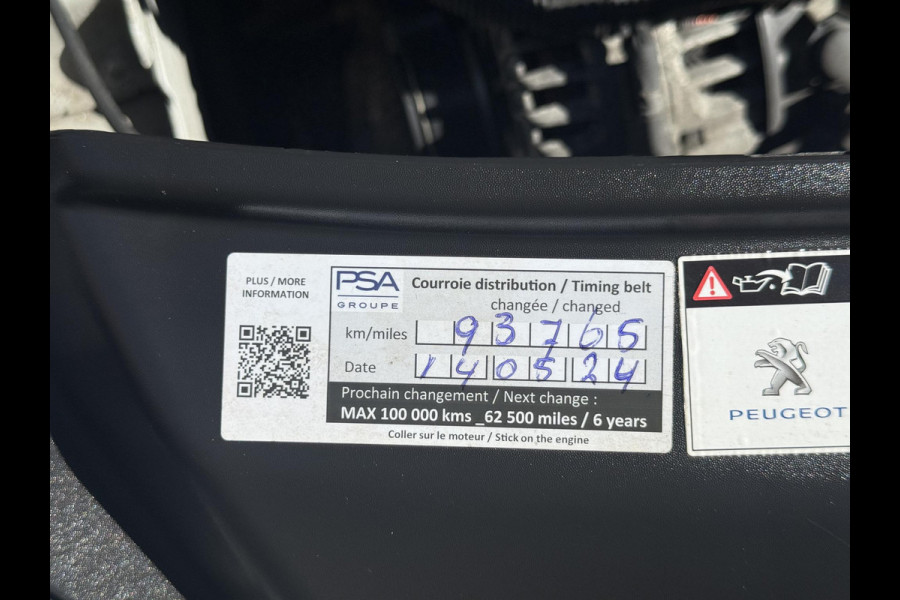 PLUS / MORE
INFORMATION
PSA
GROUPE
Courroie distribution / Timing belt
changée / changed
km/miles 93765
Date 140524
Prochain changement / Next change :
MAX 100 000 kms _62 500 miles / 6 years
Coller sur le moteur / Stick on the engine
PEUGEOT